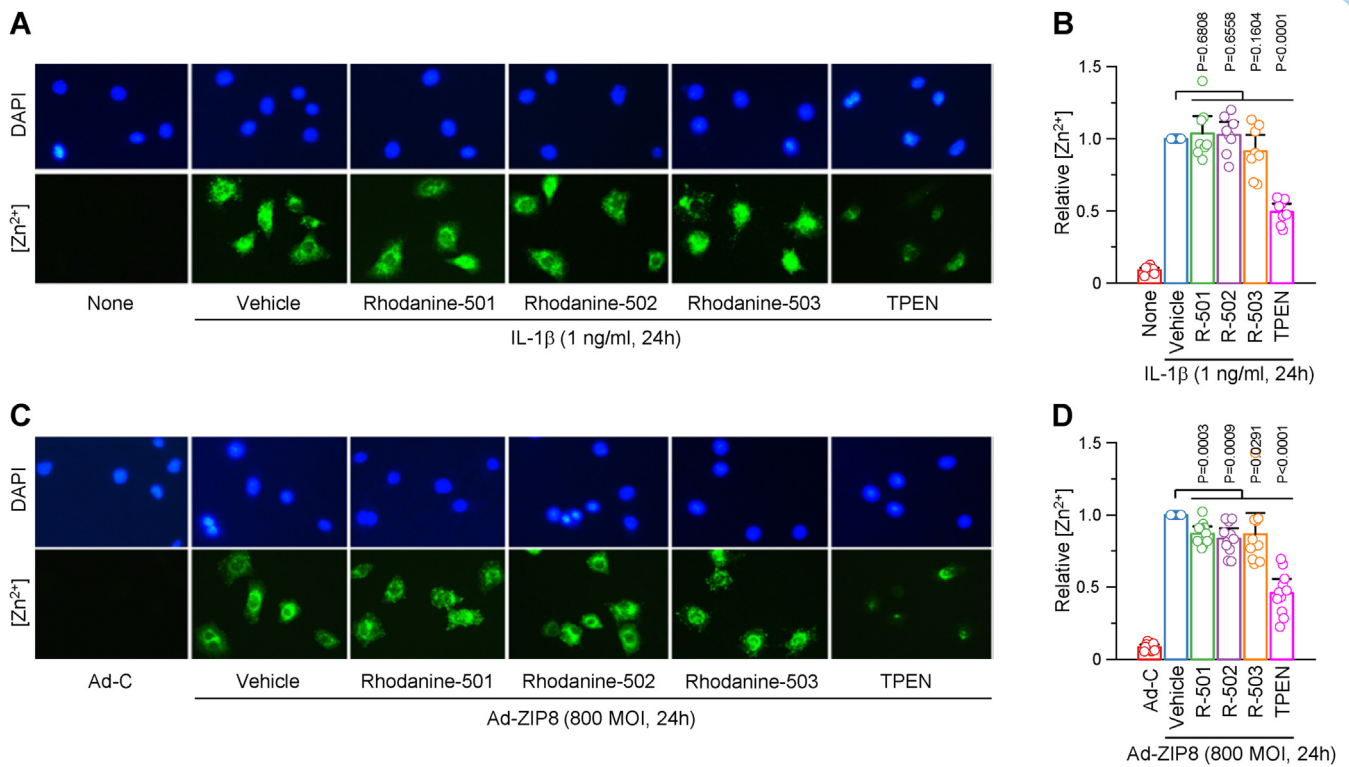 A
DAPI
[Zn²⁺]
None
Vehicle
Rhodanine-501
Rhodanine-502
Rhodanine-503
TPEN
IL-1β (1 ng/ml, 24h)
B
P=0.6808
P=0.6558
P=0.1604
P<0.0001
Relative [Zn²⁺]
1.5
1.0
0.5
0
None
Vehicle
R-501
R-502
R-503
TPEN
IL-1β (1 ng/ml, 24h)
C
DAPI
[Zn²⁺]
Ad-C
Vehicle
Rhodanine-501
Rhodanine-502
Rhodanine-503
TPEN
Ad-ZIP8 (800 MOI, 24h)
D
P=0.0003
P=0.0009
P=0.0291
P<0.0001
Relative [Zn²⁺]
1.5
1.0
0.5
0
Ad-C
Vehicle
R-501
R-502
R-503
TPEN
Ad-ZIP8 (800 MOI, 24h)